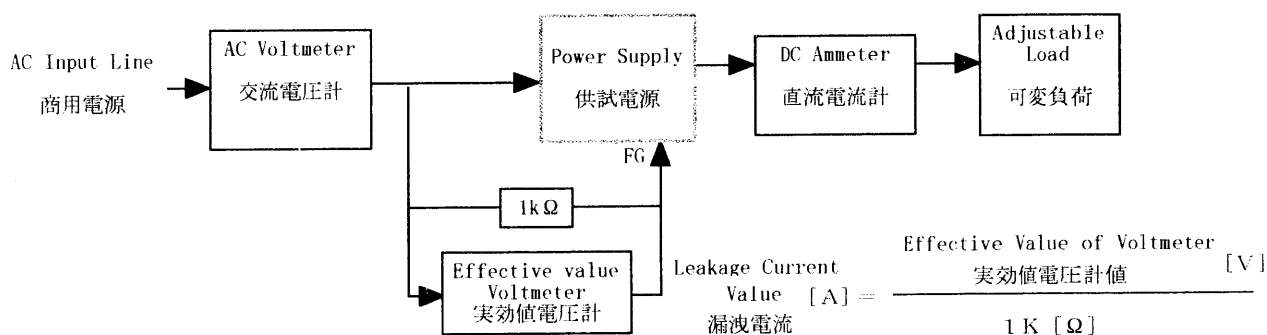 AC Input Line
商用電源
AC Voltmeter
交流電圧計
Power Supply
供試電源
DC Ammeter
直流電流計
Adjustable
Load
可変負荷
FG
1kΩ
Effective value
Voltmeter
実効値電圧計
Leakage Current
Value [A] =
漏洩電流
Effective Value of Voltmeter
実効値電圧計値 [V]
1K [Ω]